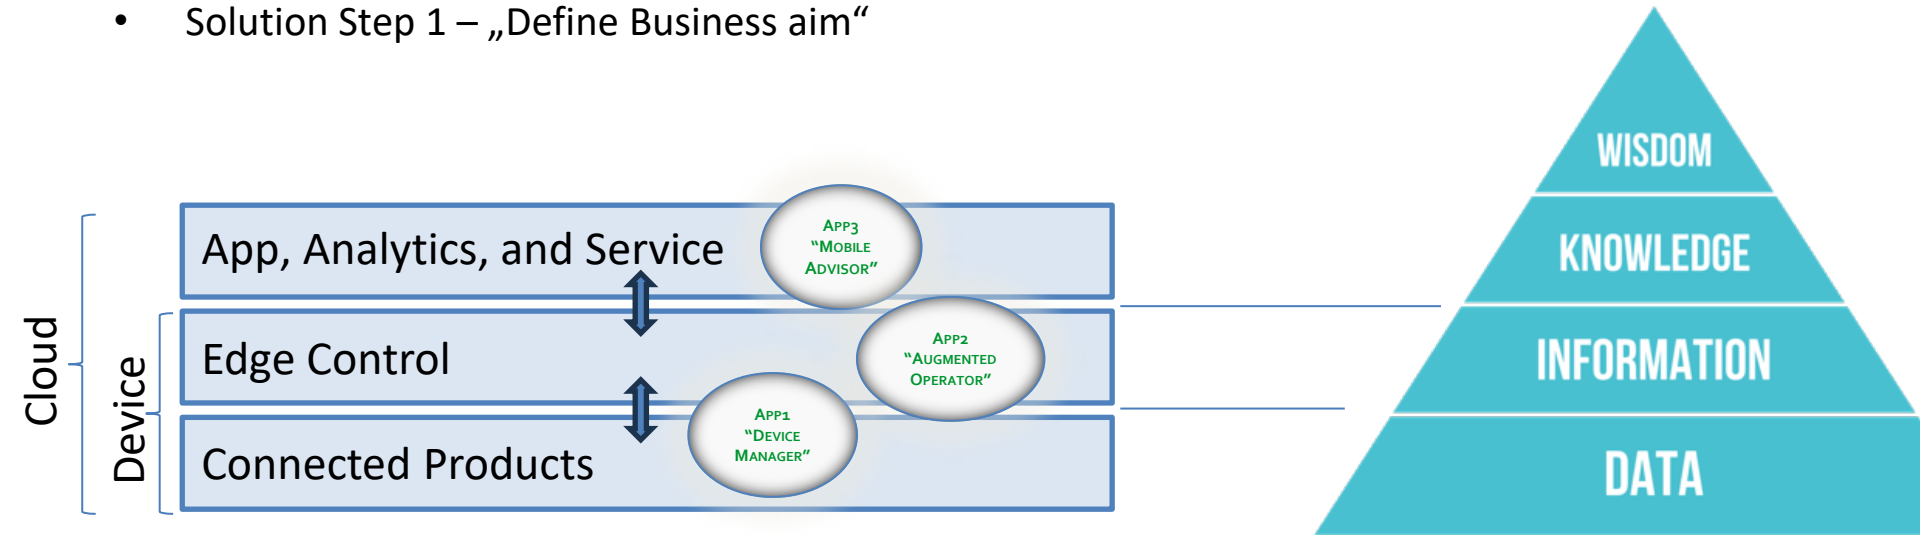 • Solution Step 1 – „Define Business aim“
Cloud
Device
App, Analytics, and Service
App3
“Mobile
Advisor”
Edge Control
App2
“Augmented
Operator”
App1
“Device
Manager”
Connected Products
WISDOM
KNOWLEDGE
INFORMATION
DATA